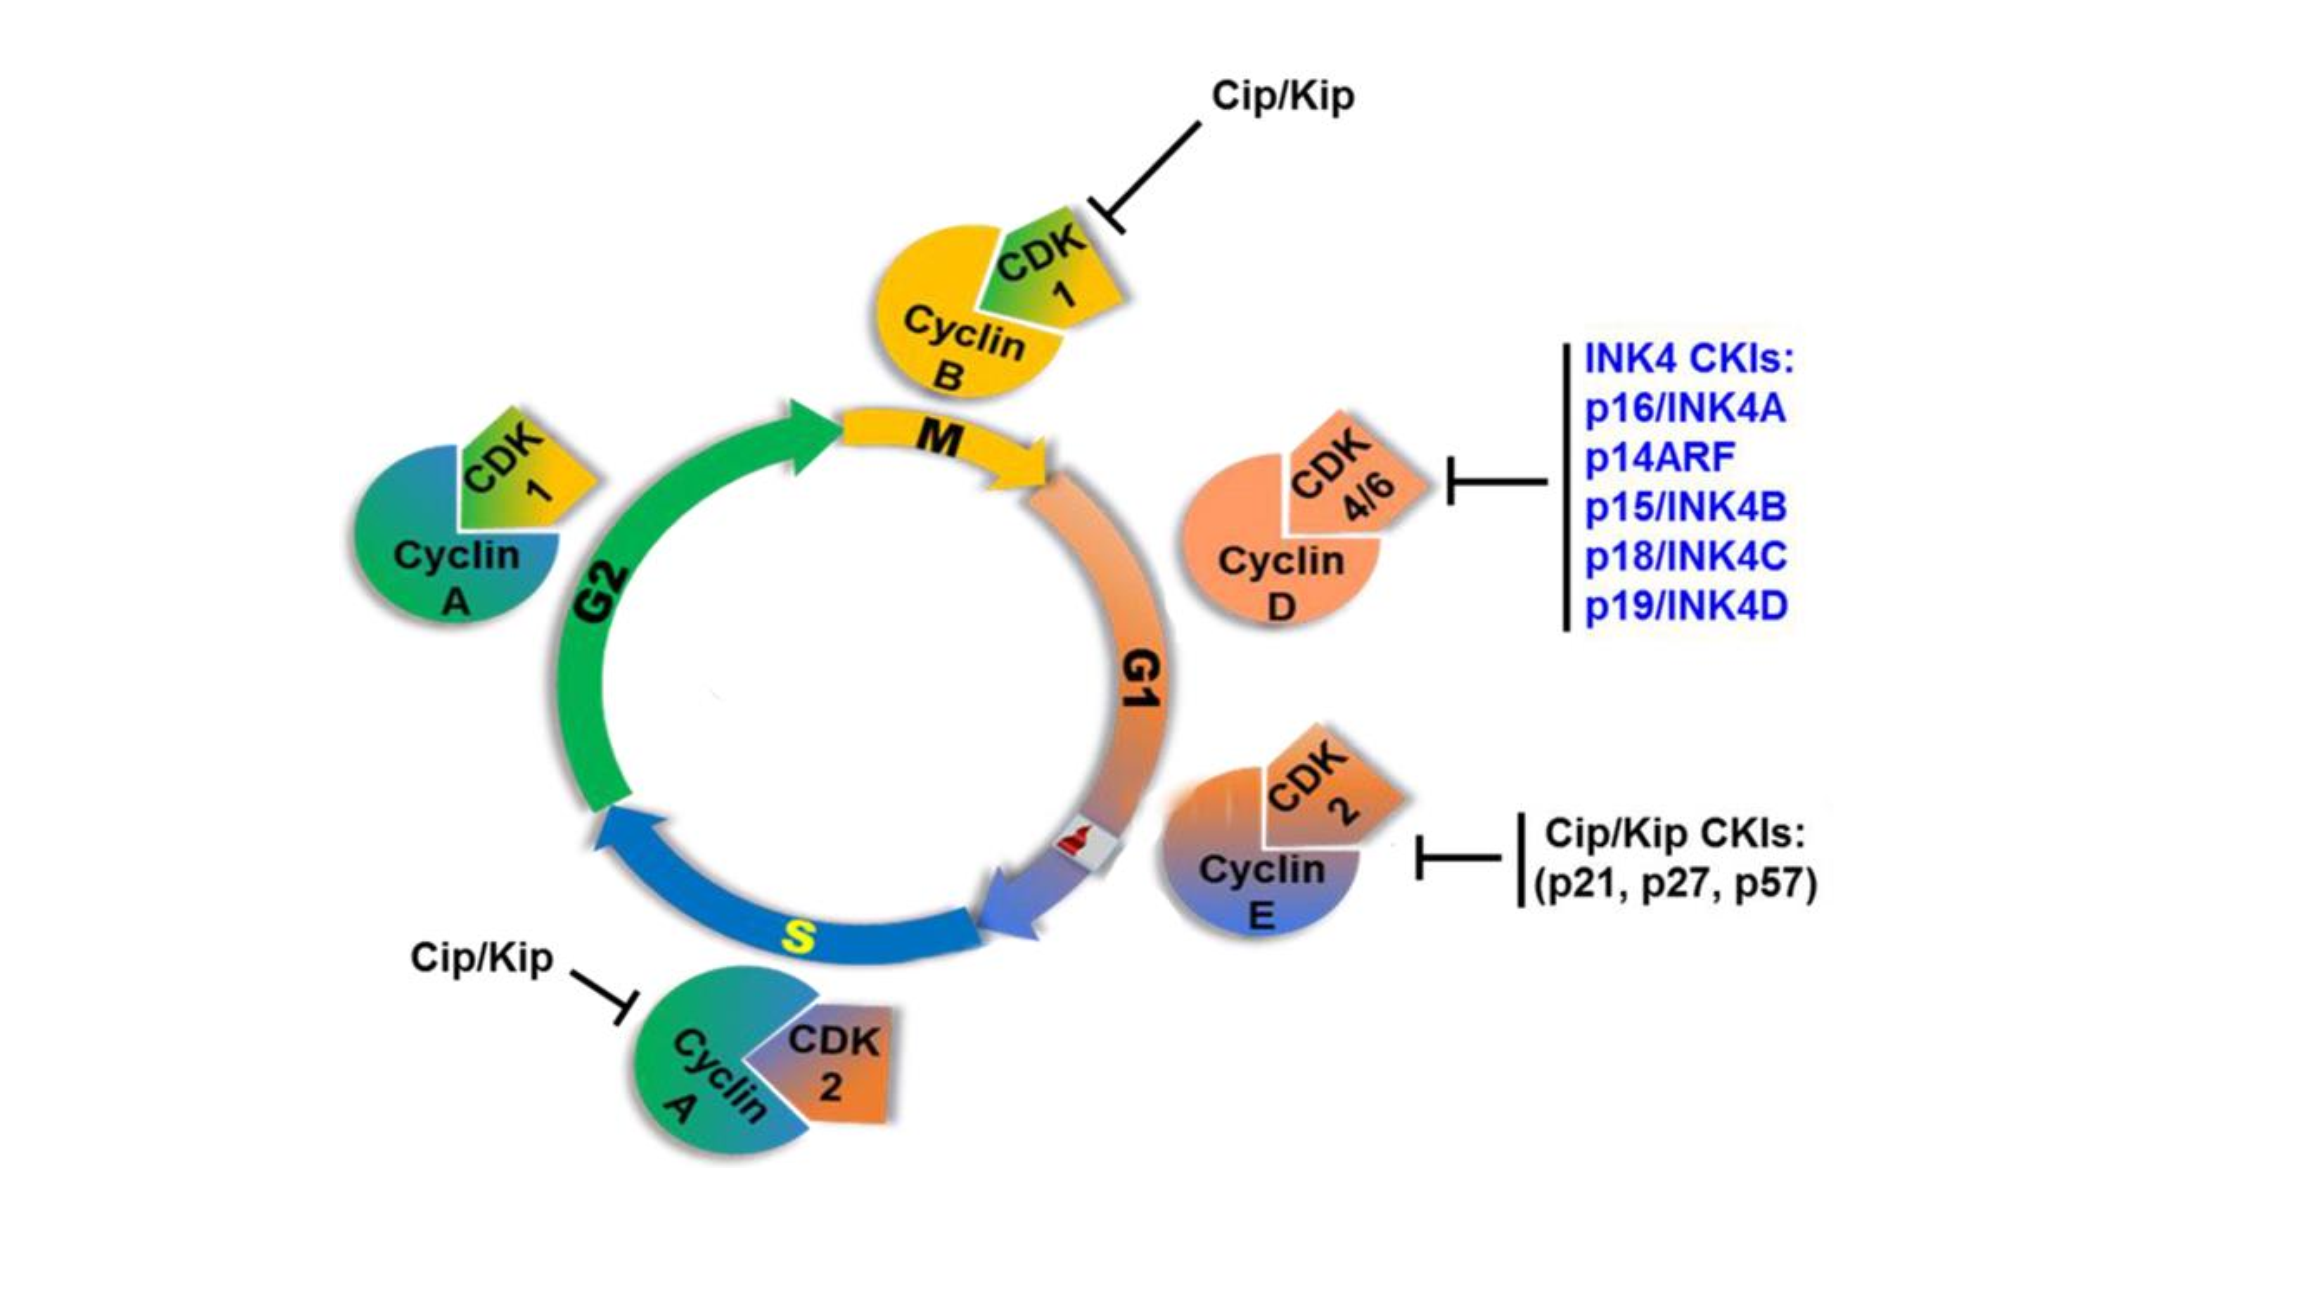 Cip/Kip
CDK
1
Cyclin
B
M
CDK
1
Cyclin
A
G2
CDK
4/6
Cyclin
D
INK4 CKIs:
p16/INK4A
p14ARF
p15/INK4B
p18/INK4C
p19/INK4D
G1
CDK
2
Cyclin
E
Cip/Kip CKIs:
(p21, p27, p57)
S
Cip/Kip
Cyclin
A
CDK
2